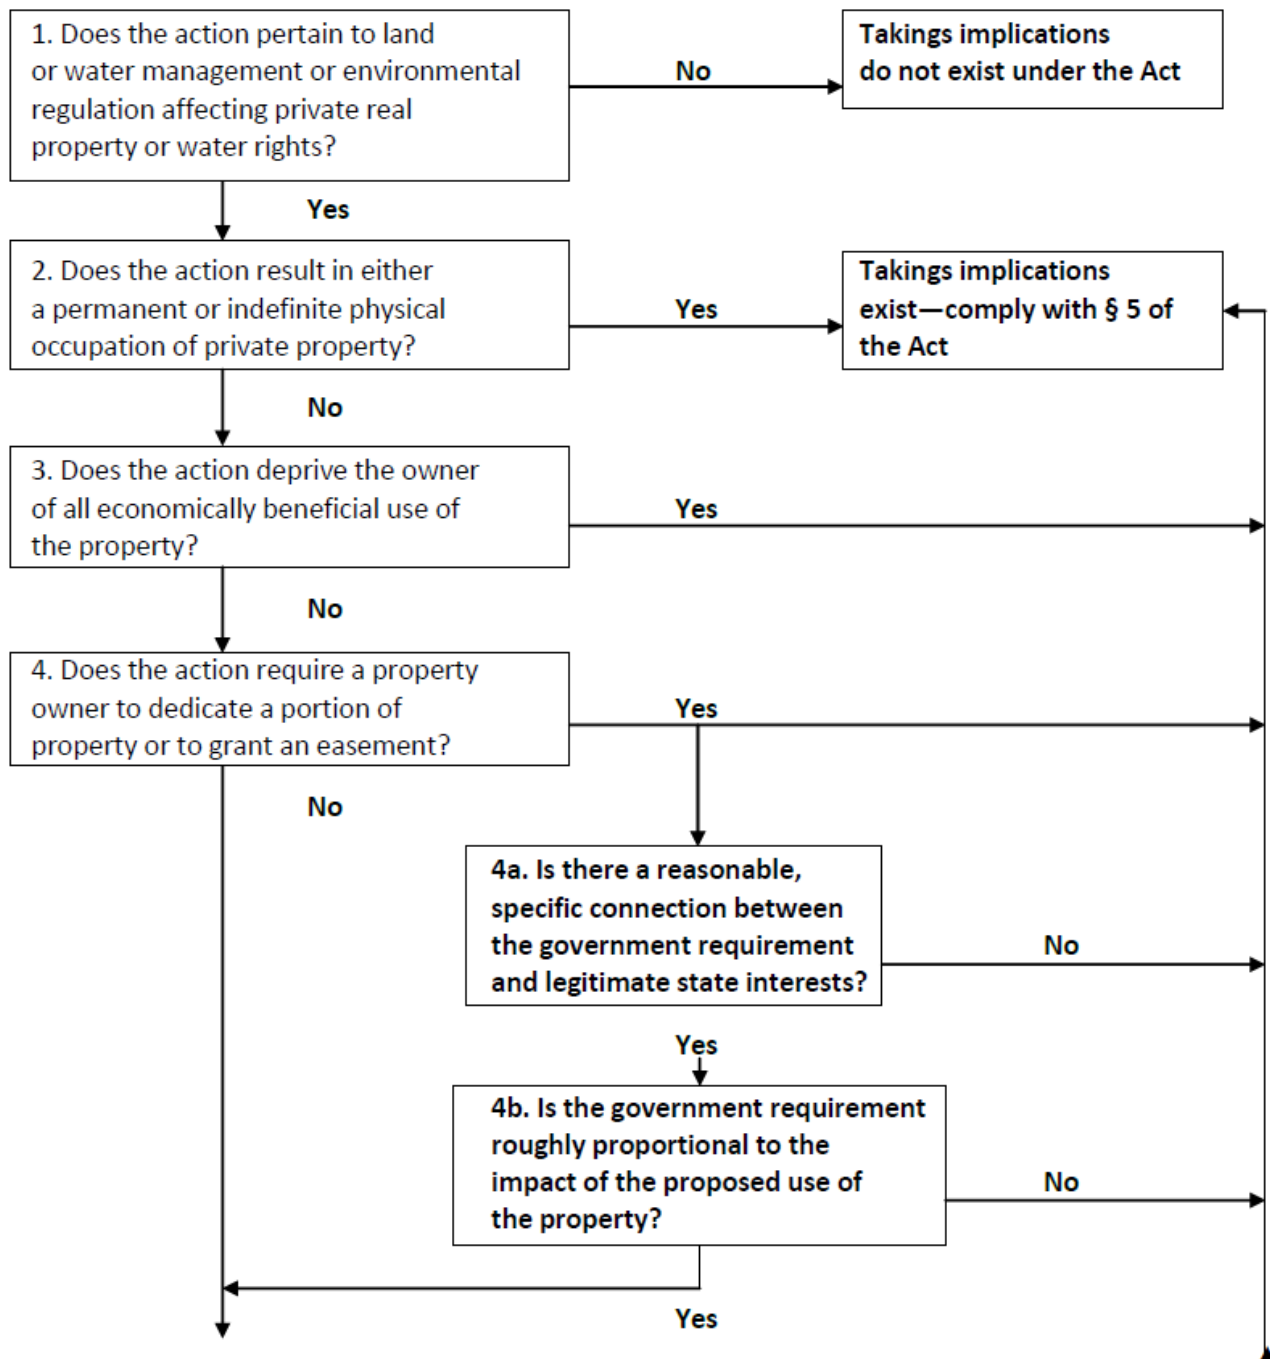 1. Does the action pertain to land
or water management or environmental
regulation affecting private real
property or water rights?
No
Takings implications
do not exist under the Act
Yes
2. Does the action result in either
a permanent or indefinite physical
occupation of private property?
Yes
Takings implications
exist—comply with § 5 of
the Act
No
3. Does the action deprive the owner
of all economically beneficial use of
the property?
Yes
No
4. Does the action require a property
owner to dedicate a portion of
property or to grant an easement?
Yes
No
4a. Is there a reasonable,
specific connection between
the government requirement
and legitimate state interests?
No
Yes
4b. Is the government requirement
roughly proportional to the
impact of the proposed use of
the property?
No
Yes